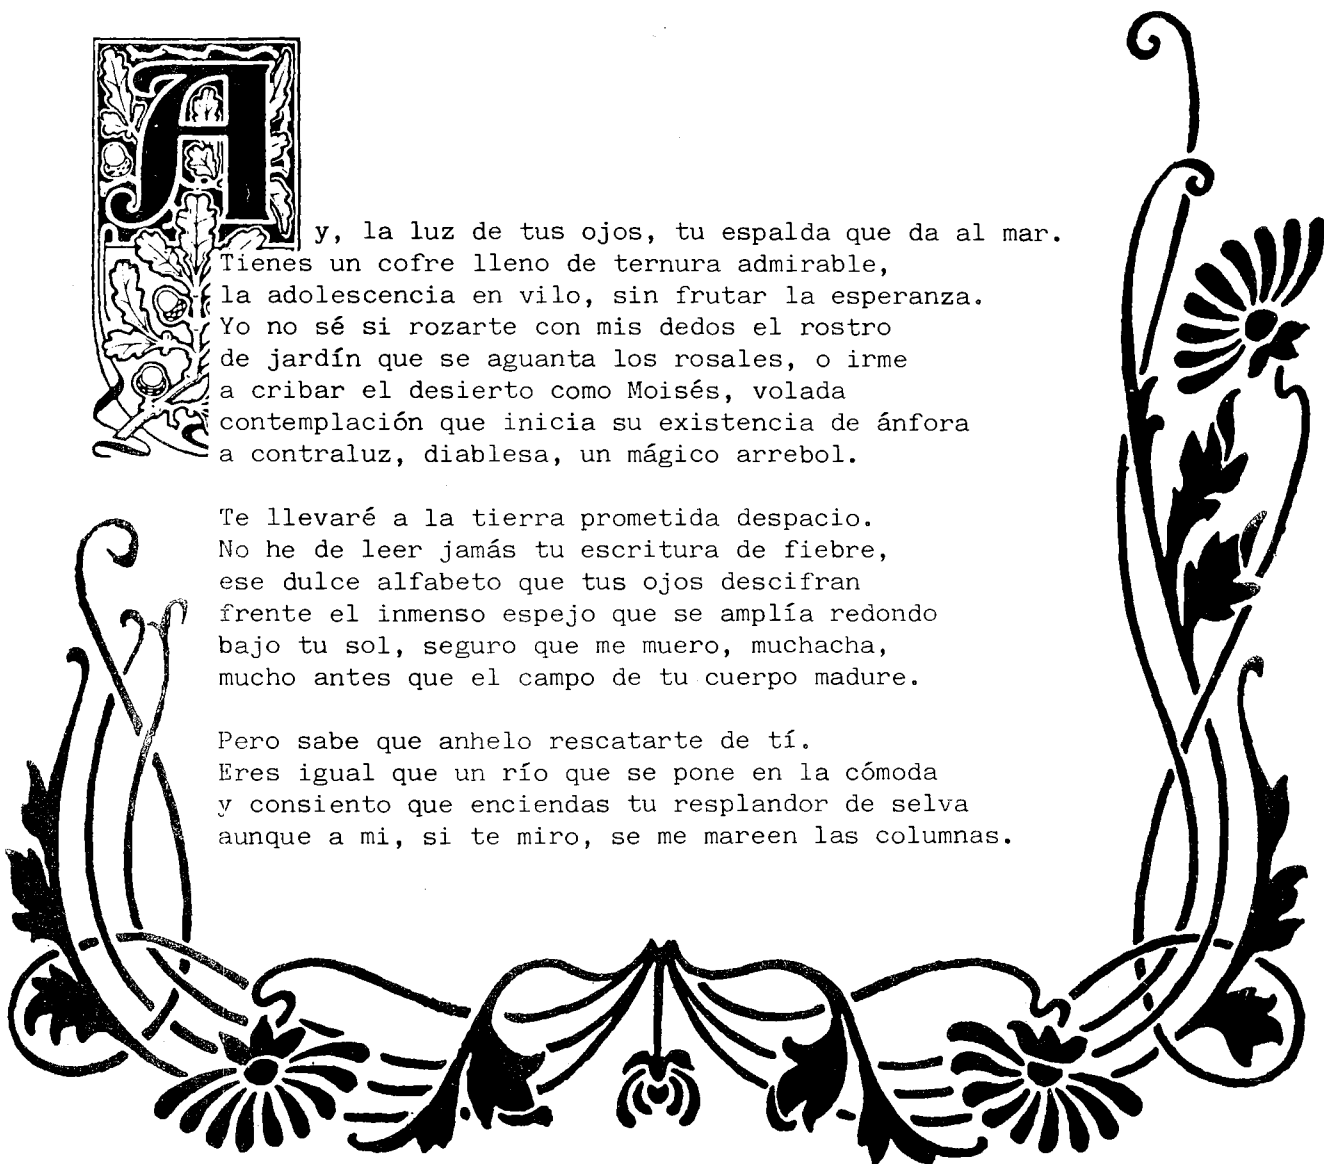 Ay, la luz de tus ojos, tu espalda que da al mar.
Tienes un cofre lleno de ternura admirable,
la adolescencia en vilo, sin frutar la esperanza.
Yo no sé si rozarte con mis dedos el rostro
de jardín que se aguanta los rosales, o irme
a cribar el desierto como Moisés, volada
contemplación que inicia su existencia de ánfora
a contraluz, diablesa, un mágico arrebol.

Te llevaré a la tierra prometida despacio.
No he de leer jamás tu escritura de fiebre,
ese dulce alfabeto que tus ojos descifran
frente el inmenso espejo que se amplía redondo
bajo tu sol, seguro que me muero, muchacha,
mucho antes que el campo de tu cuerpo madure.

Pero sabe que anhelo rescatarte de tí.
Eres igual que un río que se pone en la cómoda
y consiento que enciendas tu resplandor de selva
aunque a mi, si te miro, se me mareen las columnas.